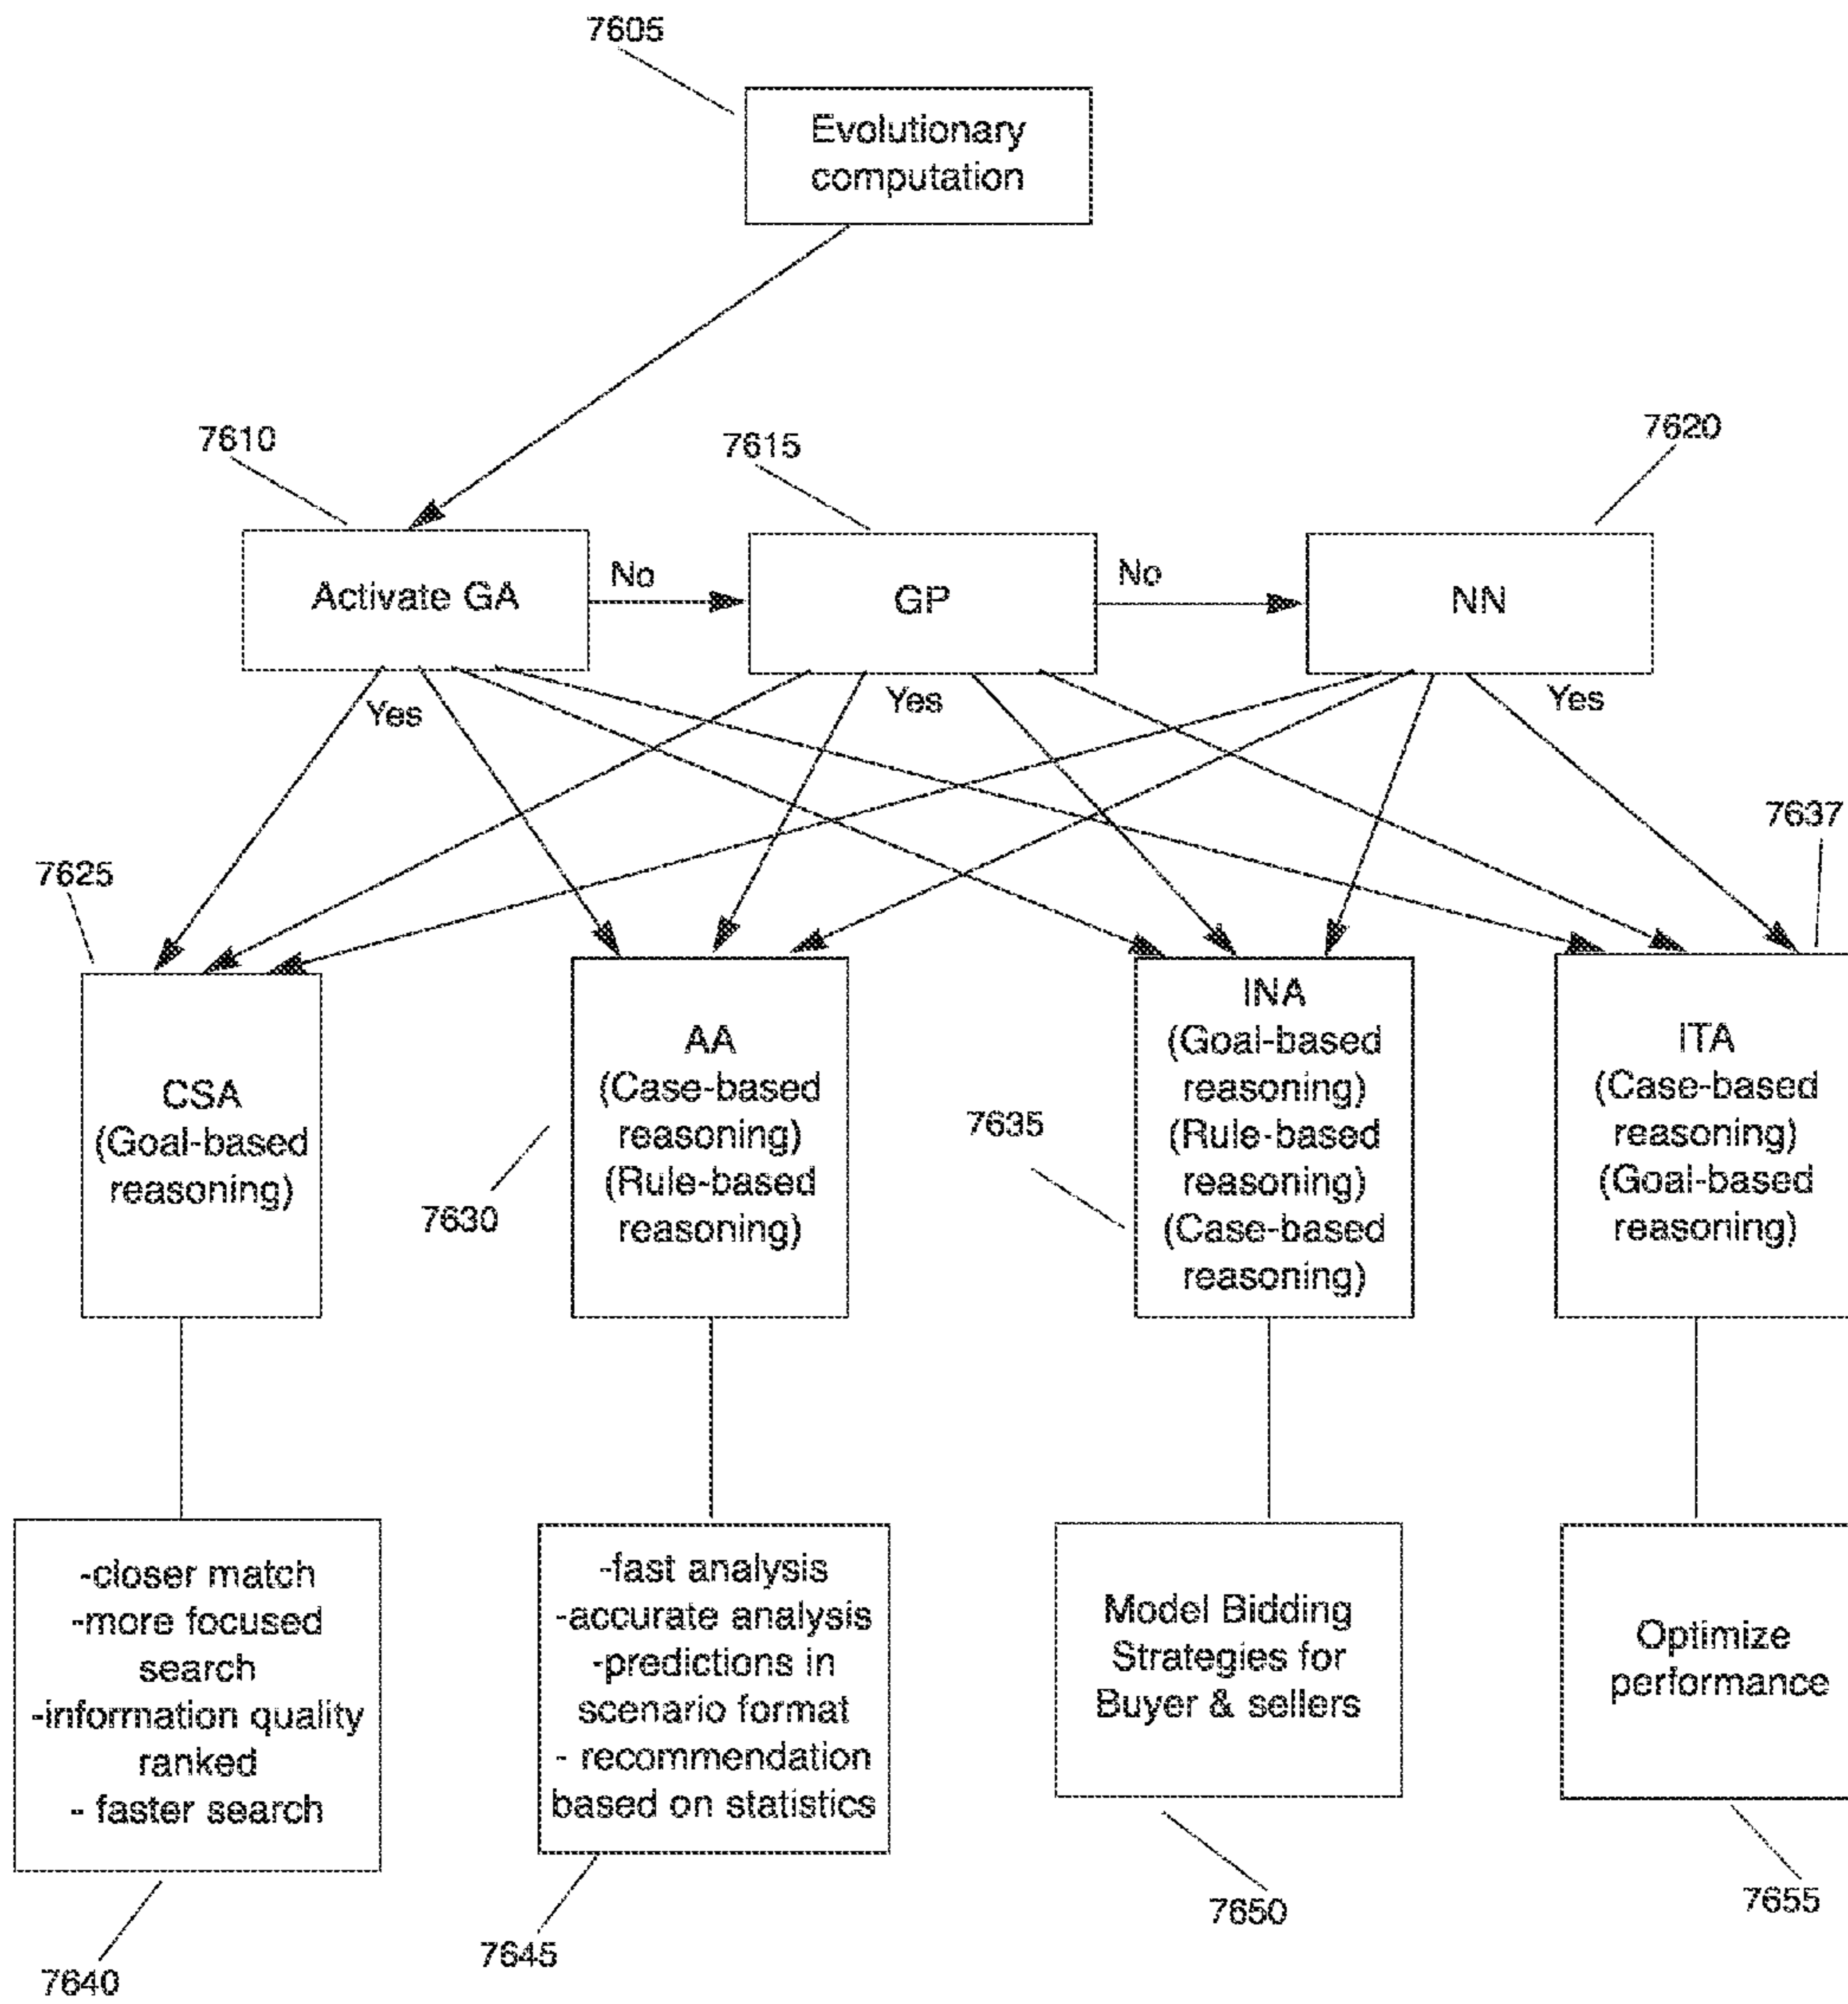 7605
Evolutionary
computation
7610
7615
7620
Activate GA
No
GP
No
NN
Yes
Yes
Yes
7637
7625
CSA
(Goal-based
reasoning)
AA
(Case-based
reasoning)
(Rule-based
reasoning)
7630
INA
(Goal-based
reasoning)
(Rule-based
reasoning)
(Case-based
reasoning)
7635
ITA
(Case-based
reasoning)
(Goal-based
reasoning)
-closer match
-more focused
search
-information quality
ranked
- faster search
-fast analysis
-accurate analysis
-predictions in
scenario format
- recommendation
based on statistics
Model Bidding
Strategies for
Buyer & sellers
Optimize
performance
7640
7645
7650
7655